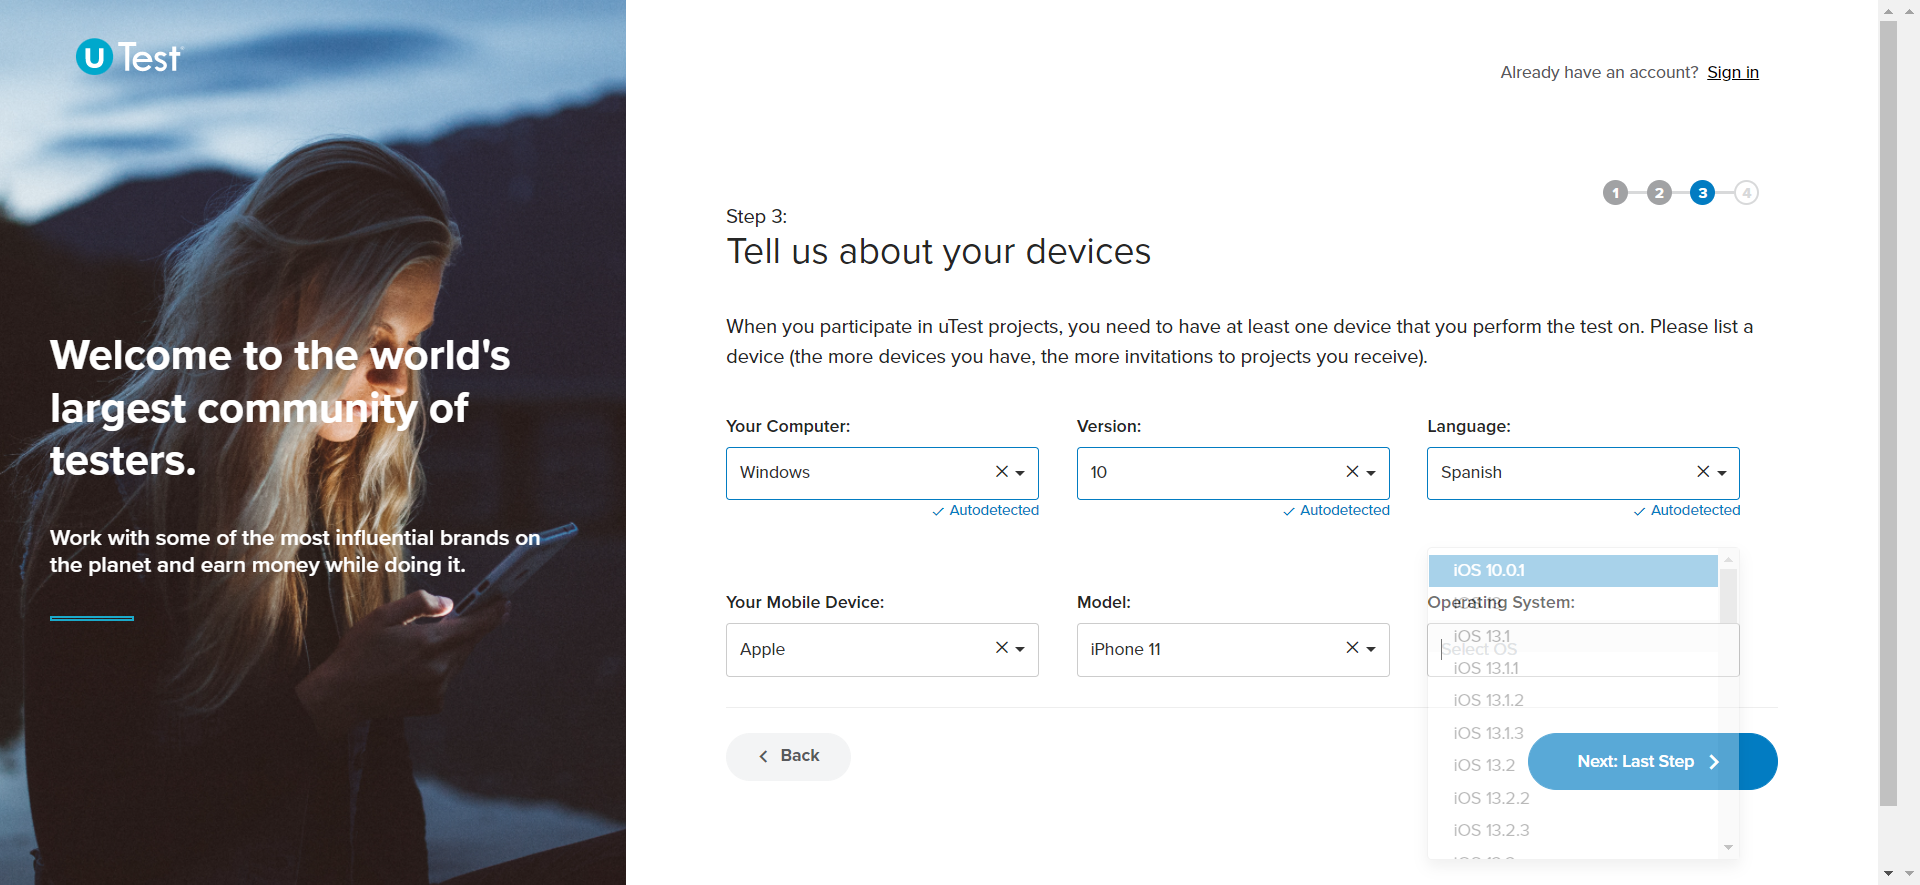 U Test
Already have an account? Sign in
1 2 3 4
Step 3:
Tell us about your devices
When you participate in uTest projects, you need to have at least one device that you perform the test on. Please list a
device (the more devices you have, the more invitations to projects you receive).
Welcome to the world's
largest community of
testers.
Work with some of the most influential brands on
the planet and earn money while doing it.
Your Computer: Version: Language:
Windows 10 Spanish
Autodetected Autodetected Autodetected
Your Mobile Device: Model: Operating System:
Apple iPhone 11 Select OS
iOS 10.0.1
iOS 13
iOS 13.1
iOS 13.1.1
iOS 13.1.2
iOS 13.1.3
iOS 13.2
iOS 13.2.2
iOS 13.2.3
Back
Next: Last Step